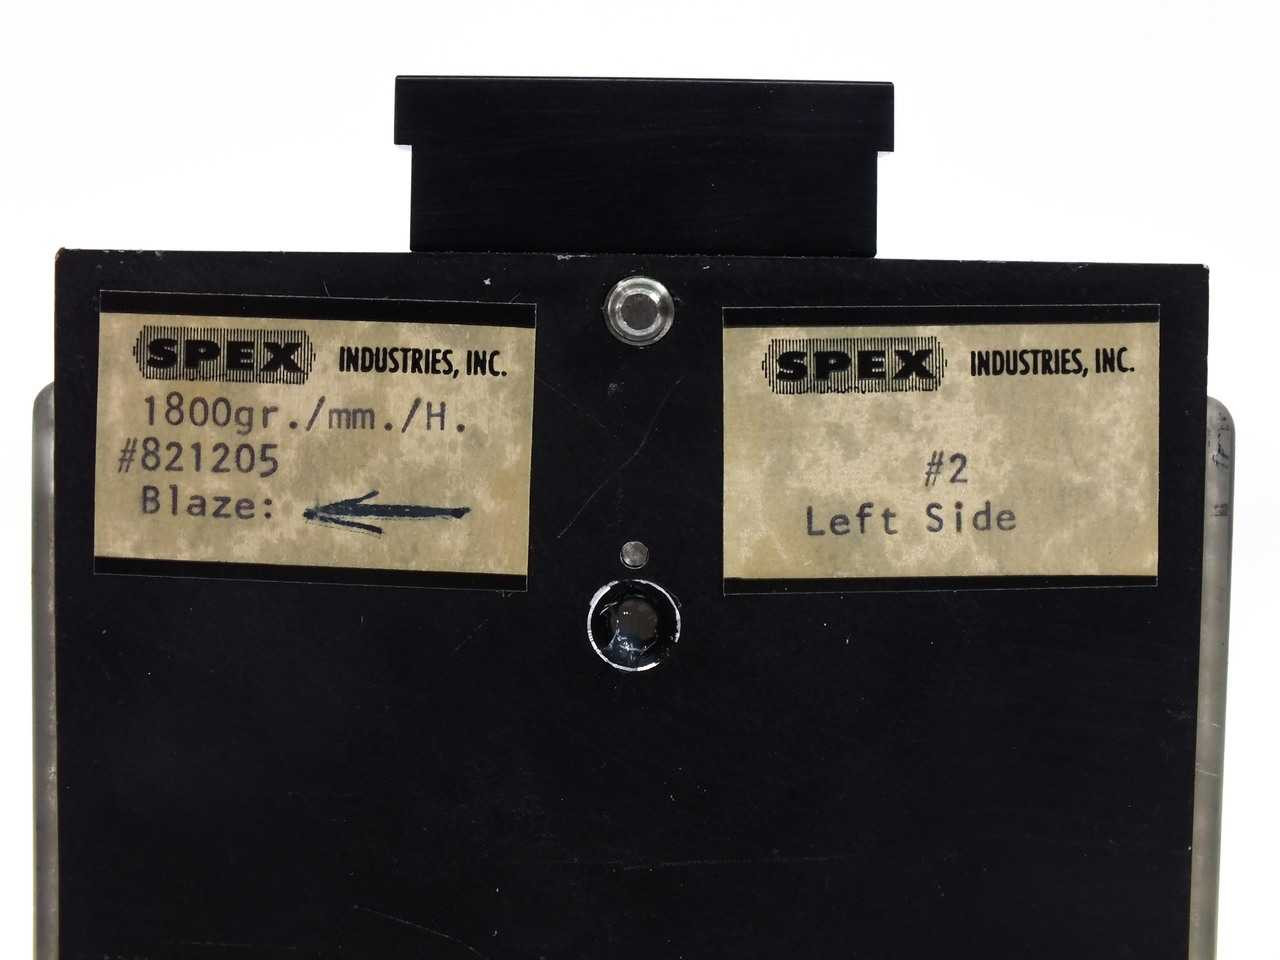 SPEX INDUSTRIES, INC.
1800gr./mm./H.
#821205
Blaze:
SPEX INDUSTRIES, INC.
#2
Left Side